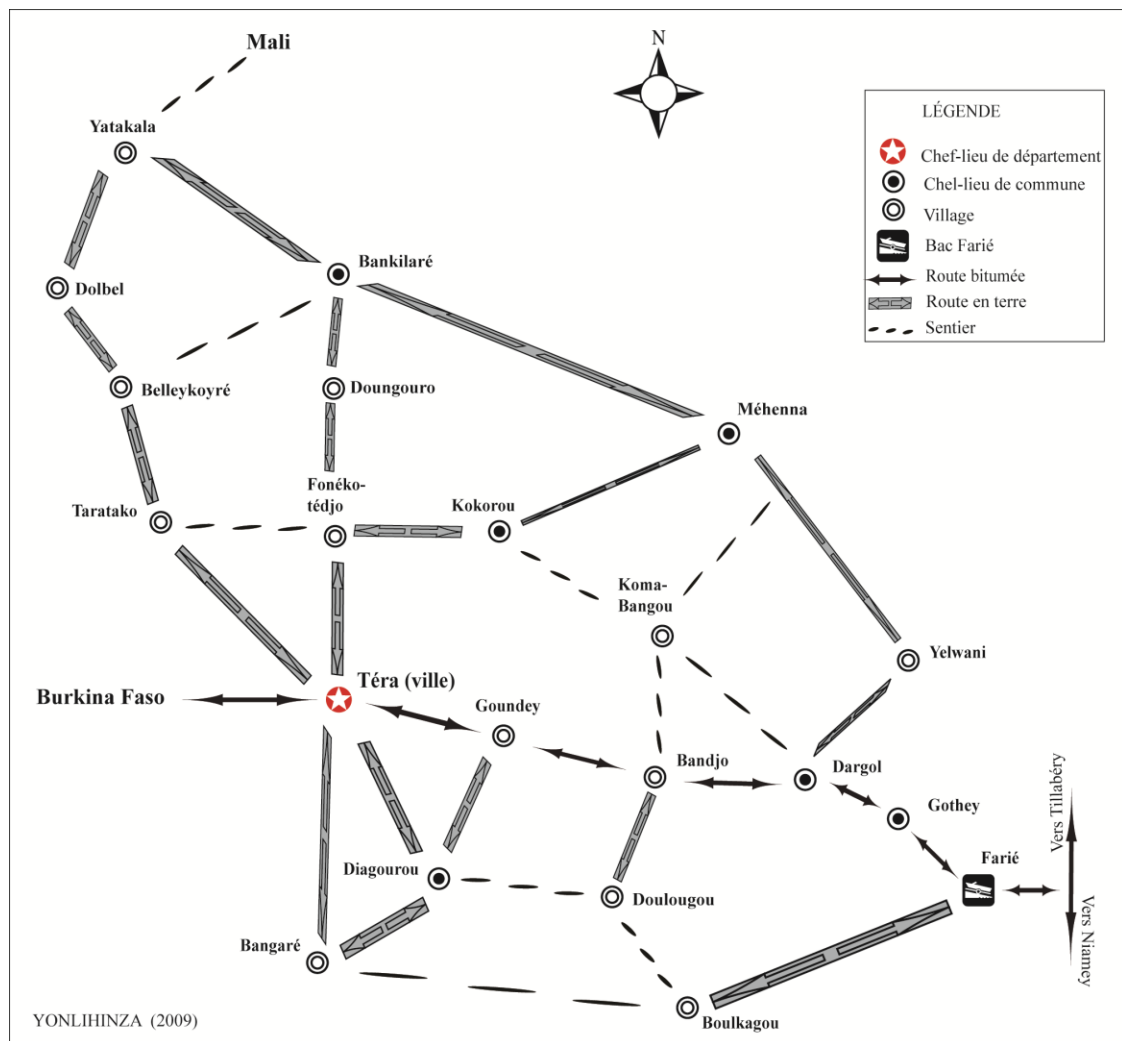 Mali
N
Yatakala
LÉGENDE
Chef-lieu de département
Chel-lieu de commune
Village
Bac Farié
Route bitumée
Route en terre
Sentier
Bankilaré
Dolbel
Belleykoyré
Doungouro
Méhenna
Fonéko-
tédjo
Kokorou
Taratako
Koma-
Bangou
Yelwani
Téra (ville)
Burkina Faso
Goundey
Bandjo
Dargol
Gothey
Vers Tillabéry
Farié
Diagourou
Doulougou
Vers Niamey
Bangaré
Boulkagou
YONLIHINZA (2009)